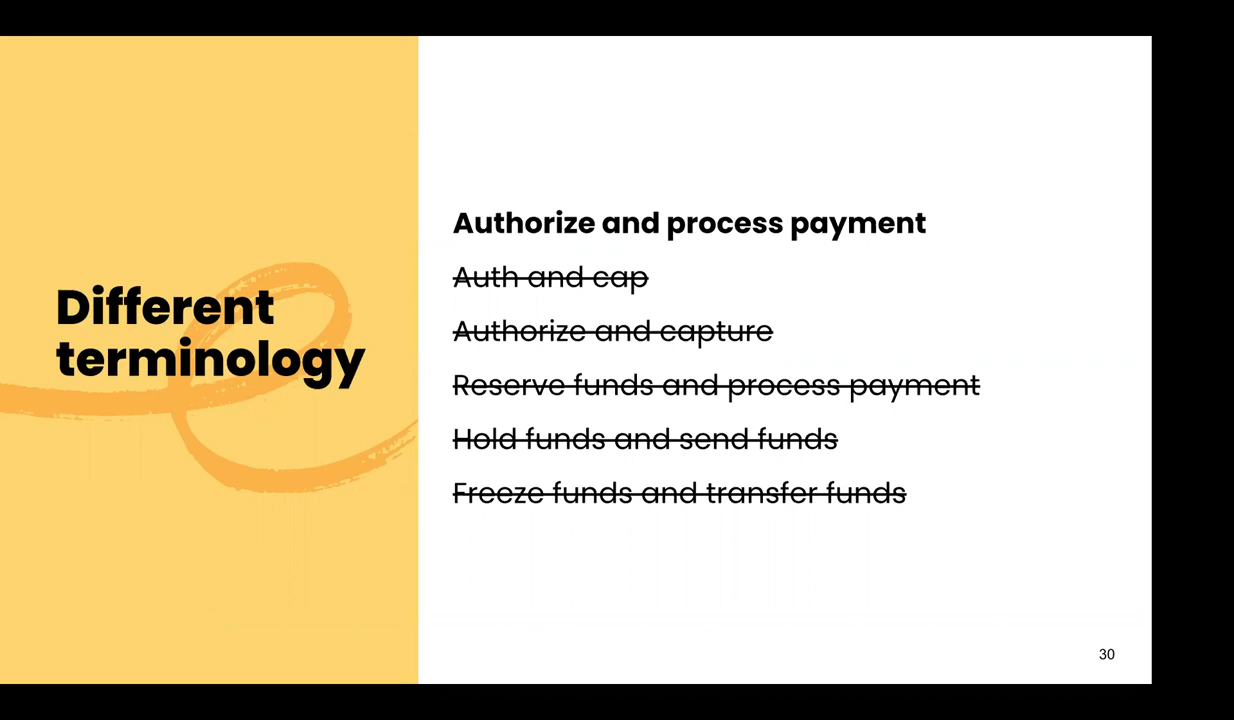 Different
terminology
Authorize and process payment
Auth and cap
Authorize and capture
Reserve funds and process payment
Hold funds and send funds
Freeze funds and transfer funds
30